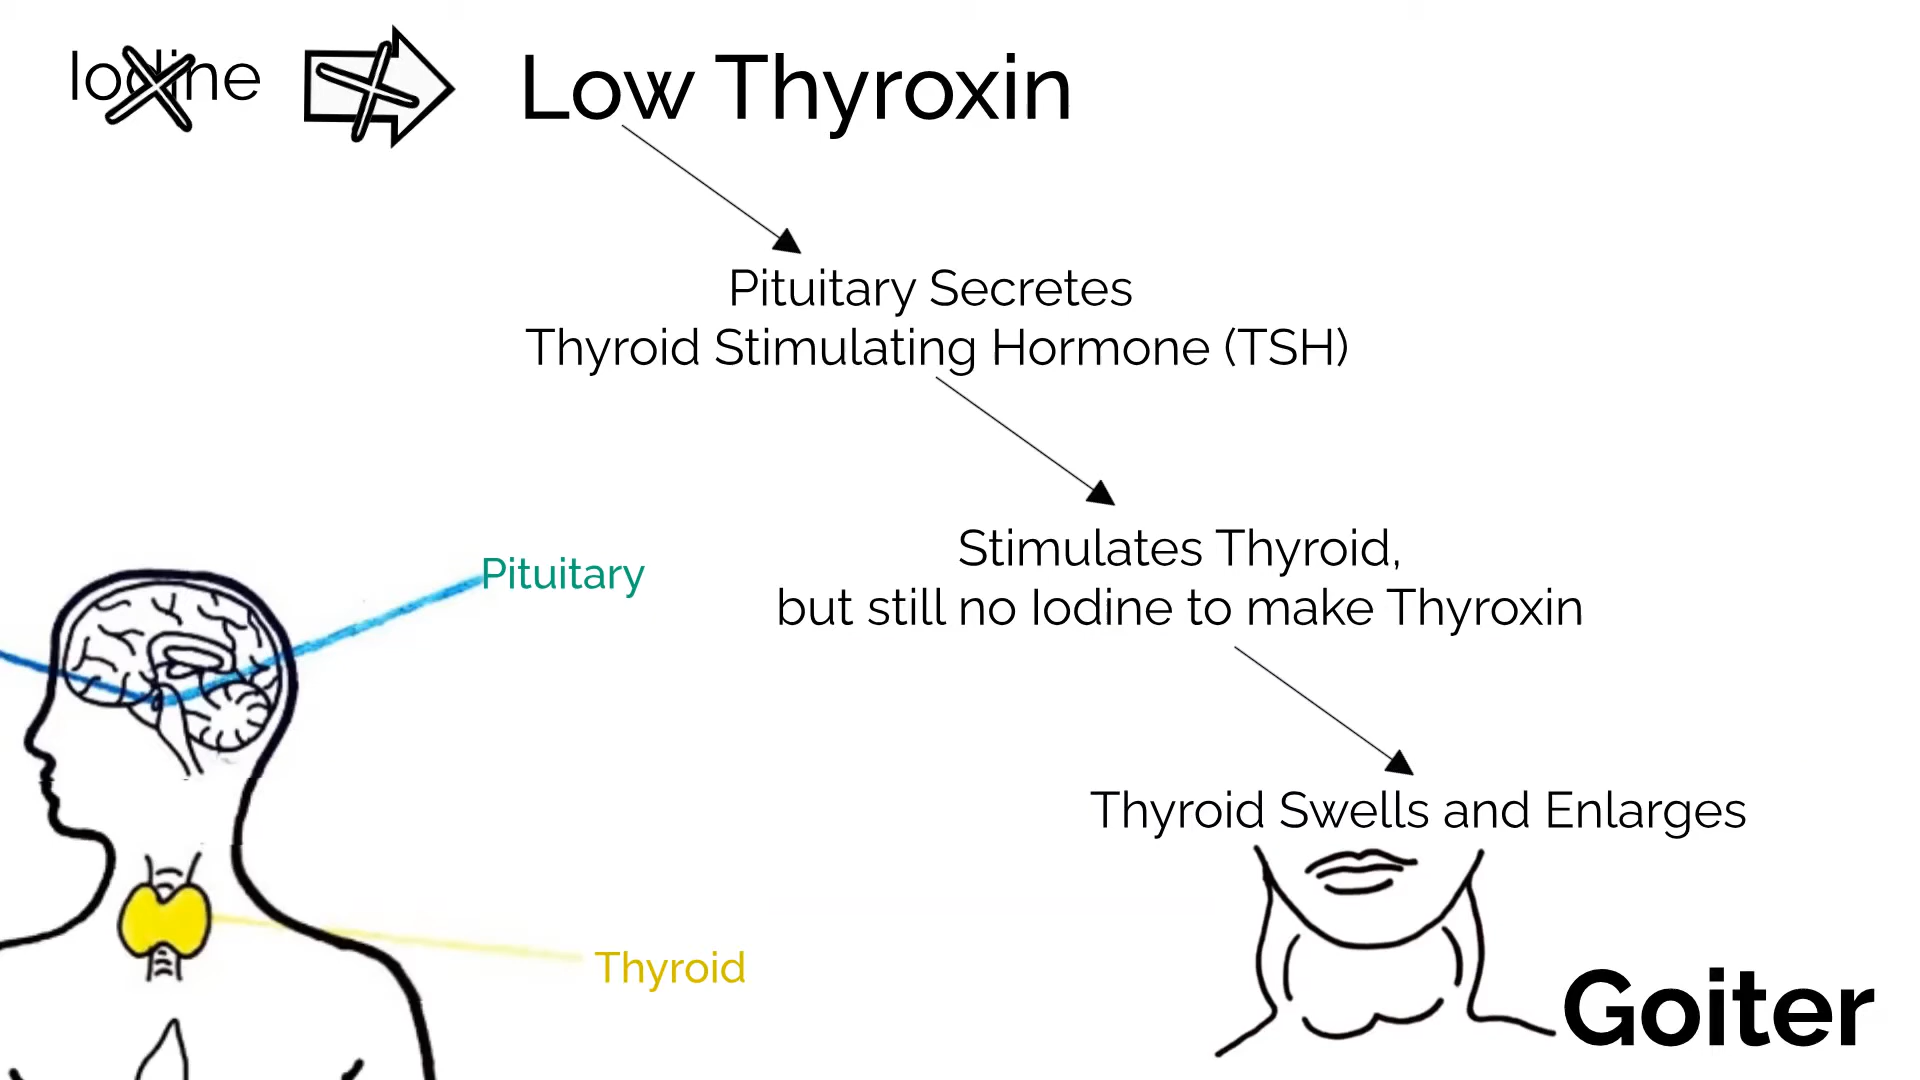 Iodine
Low Thyroxin
Pituitary Secretes
Thyroid Stimulating Hormone (TSH)
Stimulates Thyroid,
but still no Iodine to make Thyroxin
Pituitary
Thyroid Swells and Enlarges
Thyroid
Goiter